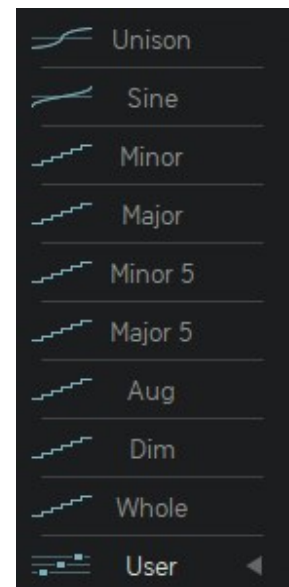 Unison
Sine
Minor
Major
Minor 5
Major 5
Aug
Dim
Whole
User